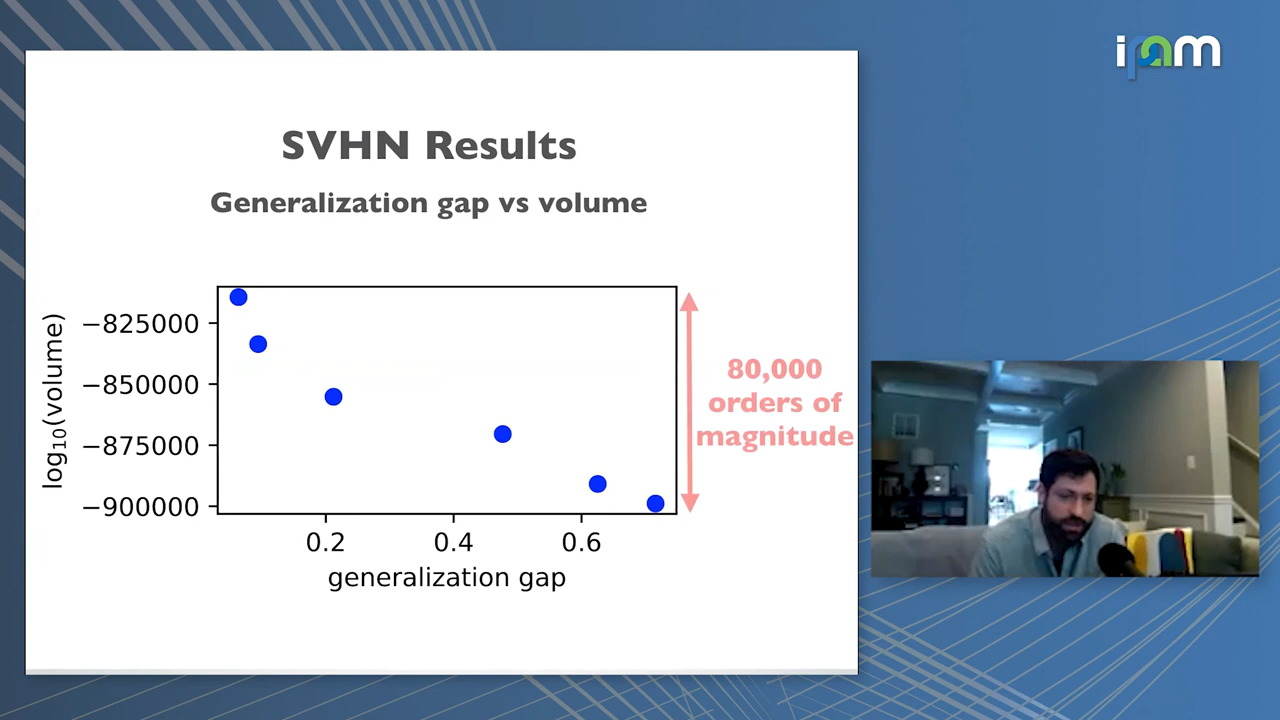 ipam
SVHN Results
Generalization gap vs volume
log₁₀(volume)
−825000
−850000
−875000
−900000
0.2 0.4 0.6
generalization gap
80,000
orders of
magnitude